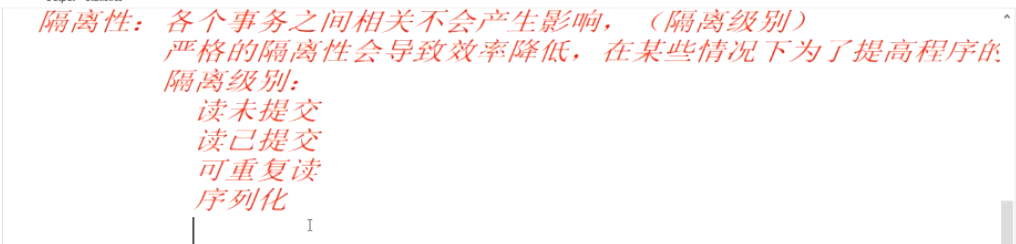 隔离性：各个事务之间相关不会产生影响，（隔离级别）
严格的隔离性会导致效率降低，在某些情况下为了提高程序的
隔离级别：
读未提交
读已提交
可重复读
序列化